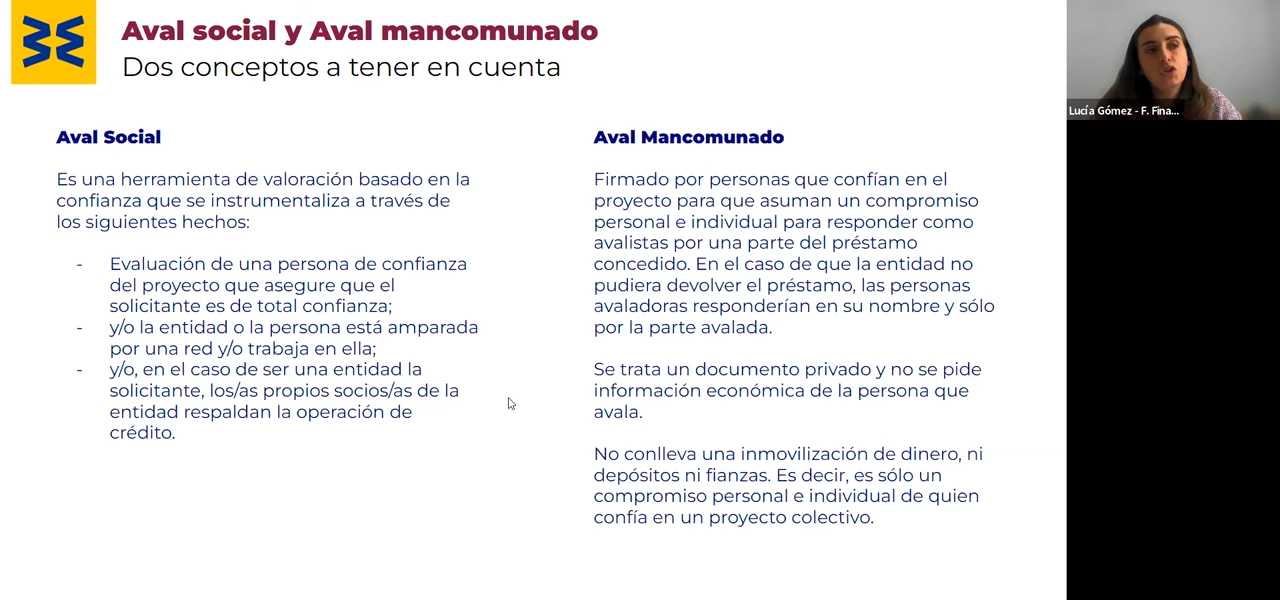 Aval social y Aval mancomunado
Dos conceptos a tener en cuenta
Aval Social
Es una herramienta de valoración basado en la
confianza que se instrumentaliza a través de
los siguientes hechos:
- Evaluación de una persona de confianza
del proyecto que asegure que el
solicitante es de total confianza;
- y/o la entidad o la persona está amparada
por una red y/o trabaja en ella;
- y/o, en el caso de ser una entidad la
solicitante, los/as propios socios/as de la
entidad respaldan la operación de
crédito.
Aval Mancomunado
Firmado por personas que confían en el
proyecto para que asuman un compromiso
personal e individual para responder como
avalistas por una parte del préstamo
concedido. En el caso de que la entidad no
pudiera devolver el préstamo, las personas
avaladoras responderían en su nombre y sólo
por la parte avalada.
Se trata un documento privado y no se pide
información económica de la persona que
avala.
No conlleva una inmovilización de dinero, ni
depósitos ni fianzas. Es decir, es sólo un
compromiso personal e individual de quien
confía en un proyecto colectivo.
Lucía Gómez - F. Fina...